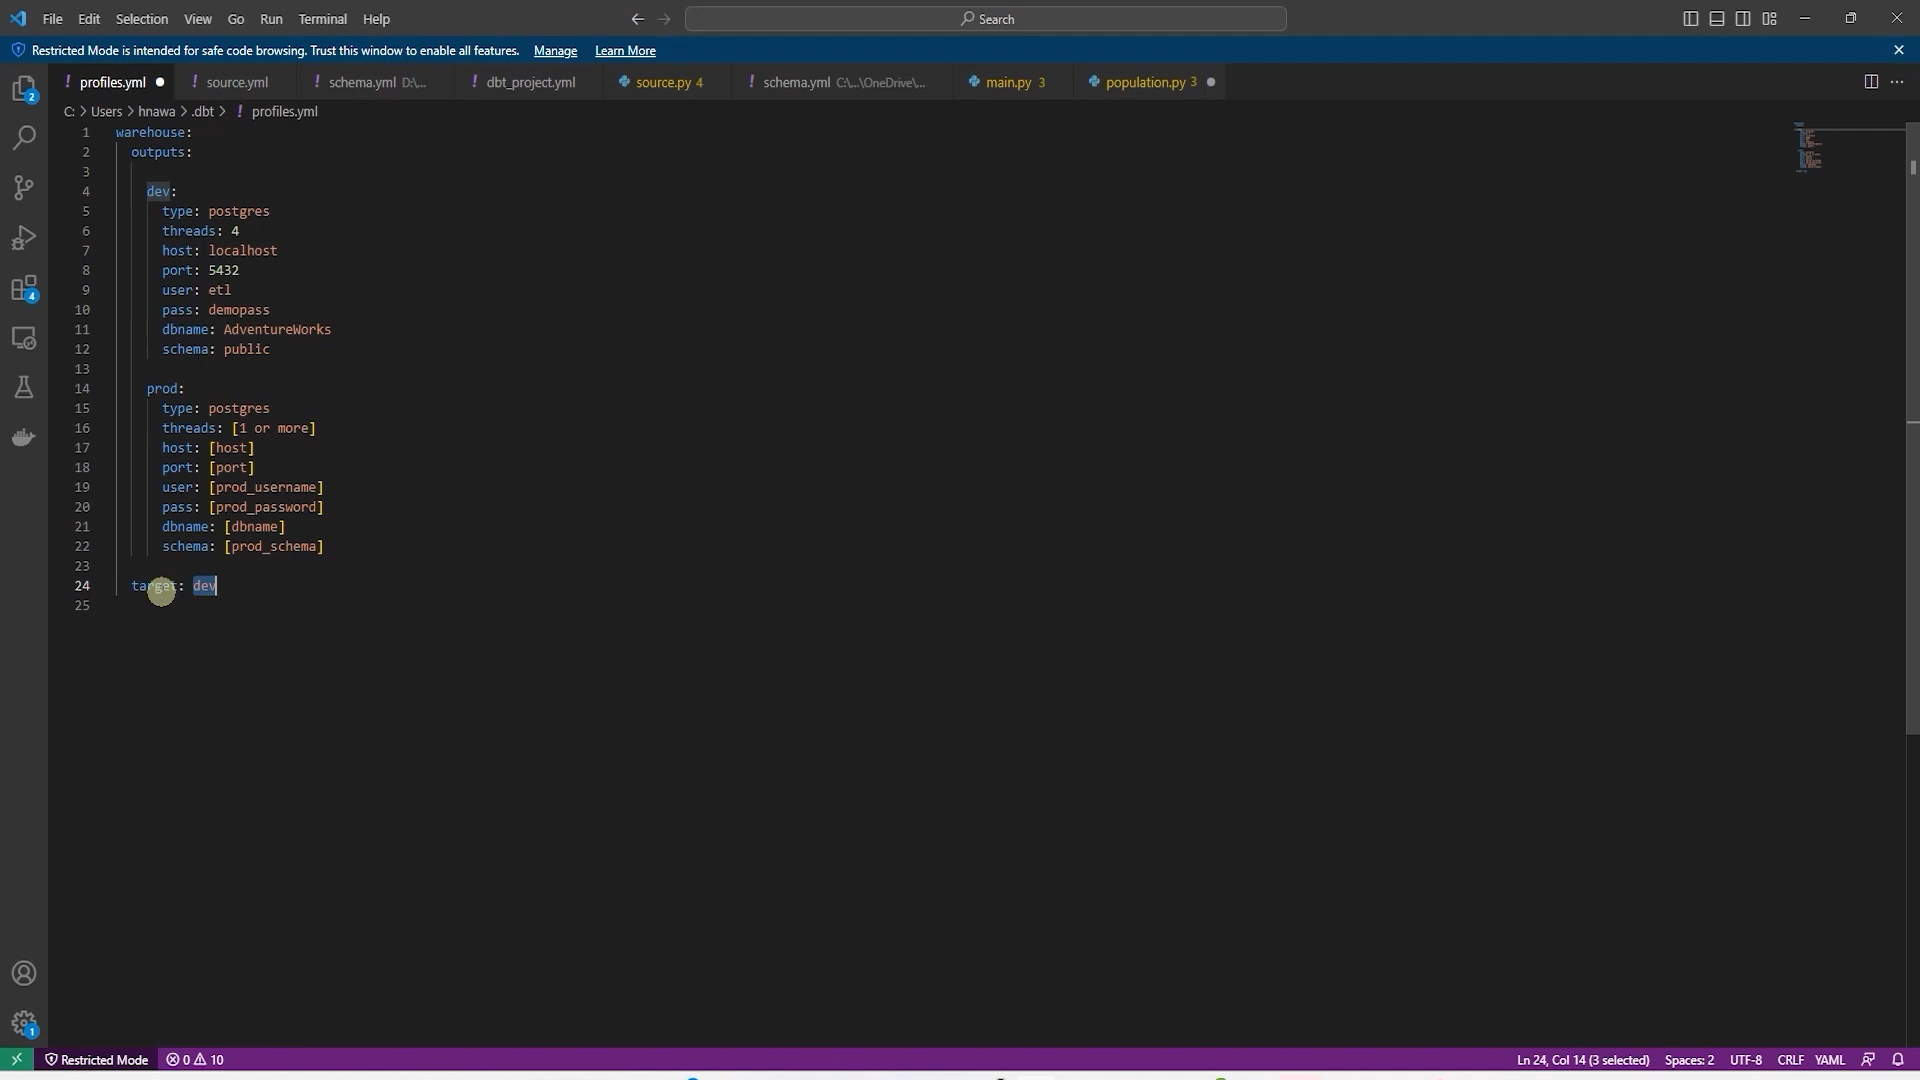 File Edit Selection View Go Run Terminal Help Search
Restricted Mode is intended for safe code browsing. Trust this window to enable all features. Manage Learn More
profiles.yml source.yml schema.yml D:\... dbt_project.yml source.py 4 schema.yml C:\...\OneDrive\... main.py 3 population.py 3
C: > Users > hnawa > .dbt > ! profiles.yml
1 warehouse:
2 outputs:
3
4 dev:
5 type: postgres
6 threads: 4
7 host: localhost
8 port: 5432
9 user: etl
10 pass: demopass
11 dbname: AdventureWorks
12 schema: public
13
14 prod:
15 type: postgres
16 threads: [1 or more]
17 host: [host]
18 port: [port]
19 user: [prod_username]
20 pass: [prod_password]
21 dbname: [dbname]
22 schema: [prod_schema]
23
24 target: dev
25
2
4
1
Restricted Mode 0 10 Ln 24, Col 14 (3 selected) Spaces: 2 UTF-8 CRLF YAML